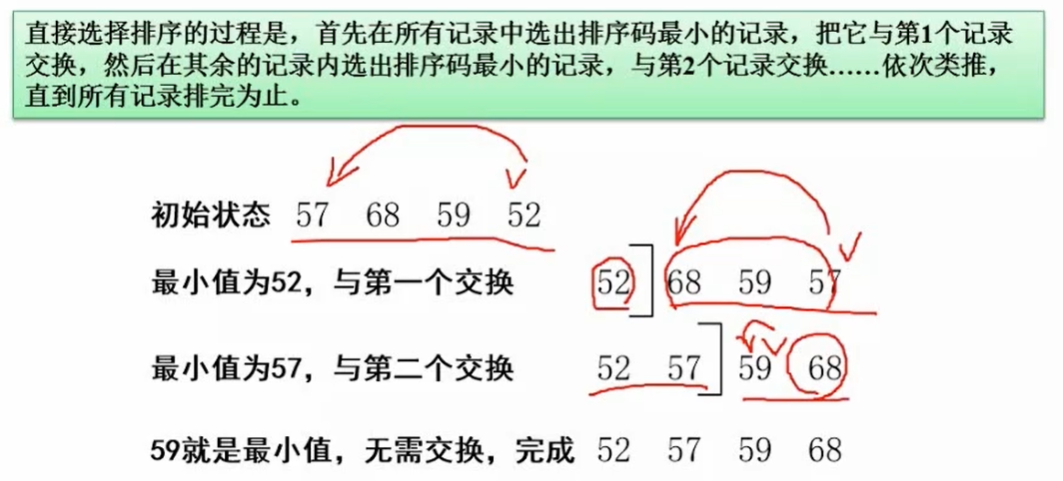 直接选择排序的过程是，首先在所有记录中选出排序码最小的记录，把它与第1个记录
交换，然后在其余的记录内选出排序码最小的记录，与第2个记录交换……依次类推，
直到所有记录排完为止。
初始状态 57 68 59 52
最小值为52，与第一个交换 52] 68 59 57
最小值为57，与第二个交换 52 57] 59 68
59就是最小值，无需交换，完成 52 57 59 68